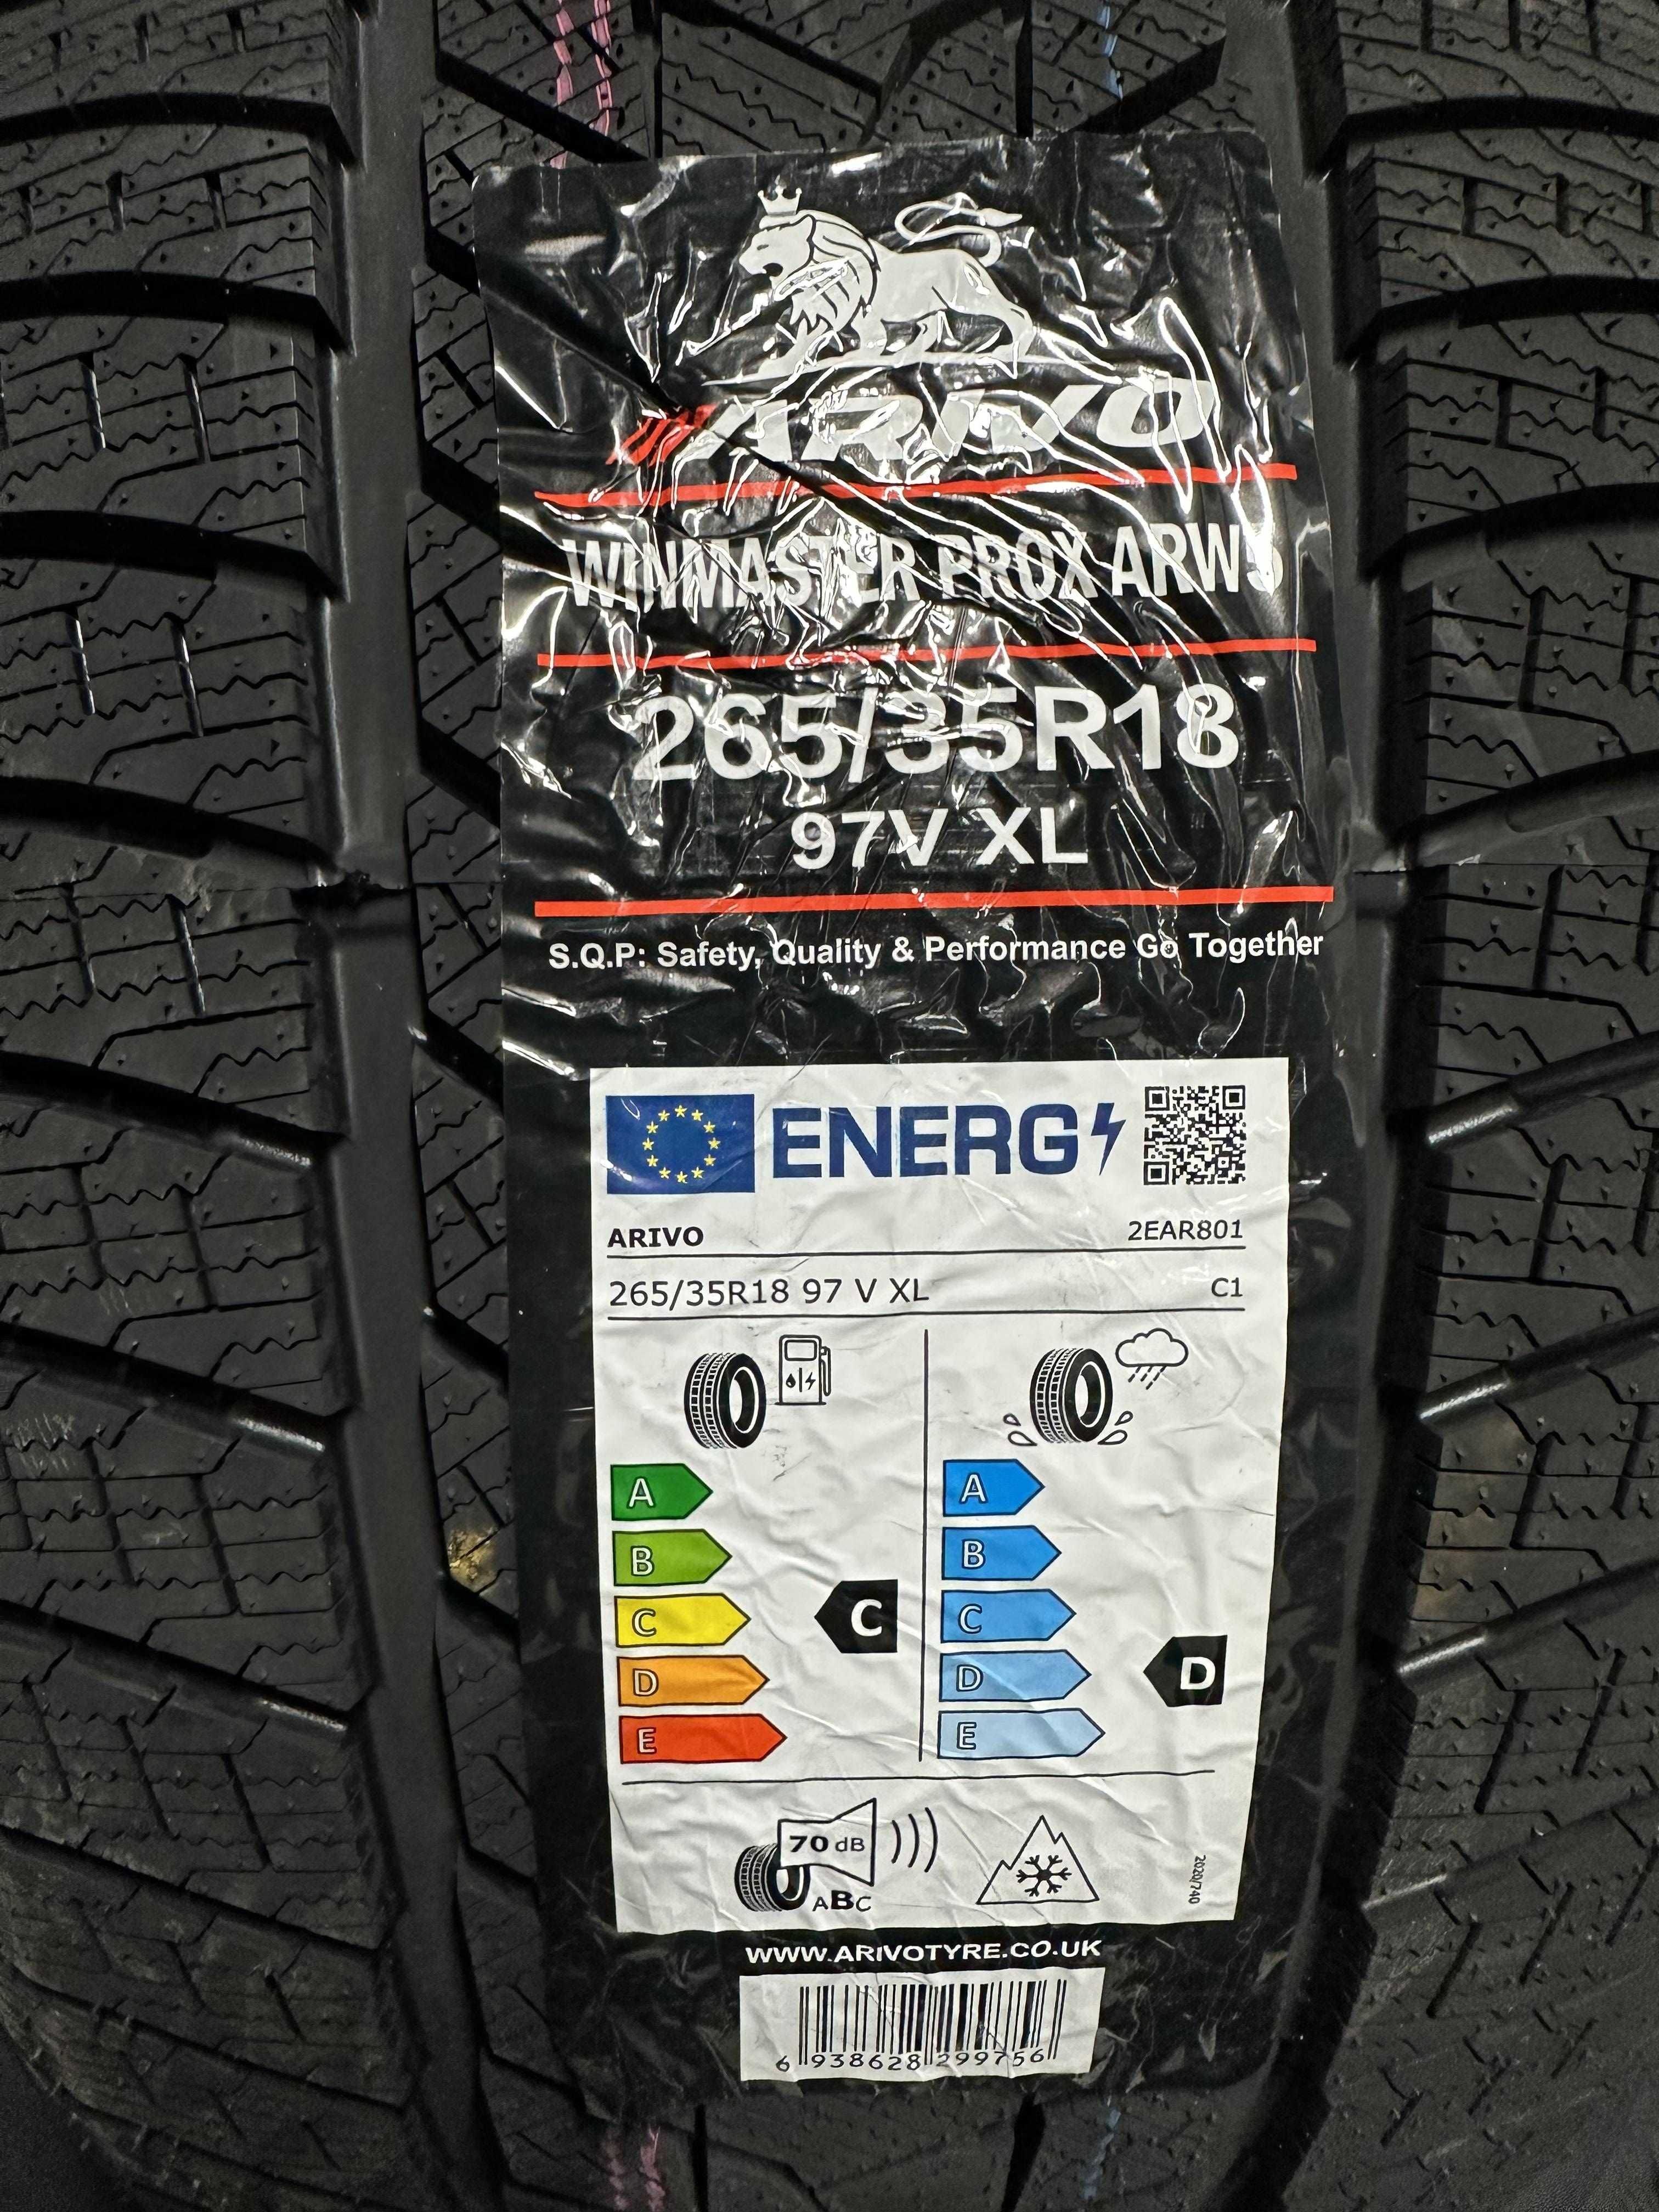 ARIVO
WINMASTER PROX ARW5
265/35R18
97V XL
S.Q.P: Safety, Quality & Performance Go Together
ENERG
ARIVO 2EAR801
265/35R18 97 V XL C1
A A
B B
C C C
D D D
E E
70 dB
ABC
2020/740
WWW.ARIVOTYRE.CO.UK
6 938628 299756